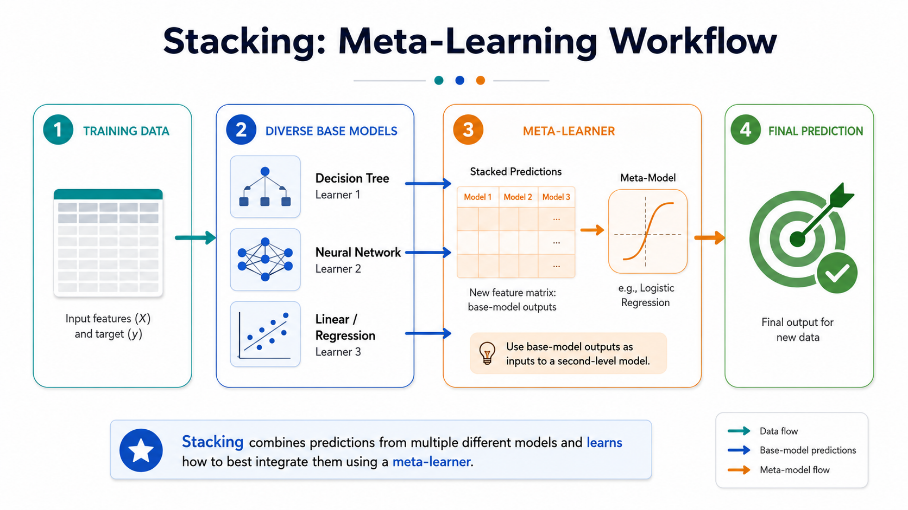 Stacking: Meta-Learning Workflow
1 TRAINING DATA
Input features (X)
and target (y)
2 DIVERSE BASE MODELS
Decision Tree
Learner 1
Neural Network
Learner 2
Linear /
Regression
Learner 3
3 META-LEARNER
Stacked Predictions
Model 1 Model 2 Model 3
...
...
...
New feature matrix:
base-model outputs
Meta-Model
e.g., Logistic
Regression
Use base-model outputs as
inputs to a second-level model.
4 FINAL PREDICTION
Final output for
new data
Stacking combines predictions from multiple different models and learns
how to best integrate them using a meta-learner.
Data flow
Base-model predictions
Meta-model flow